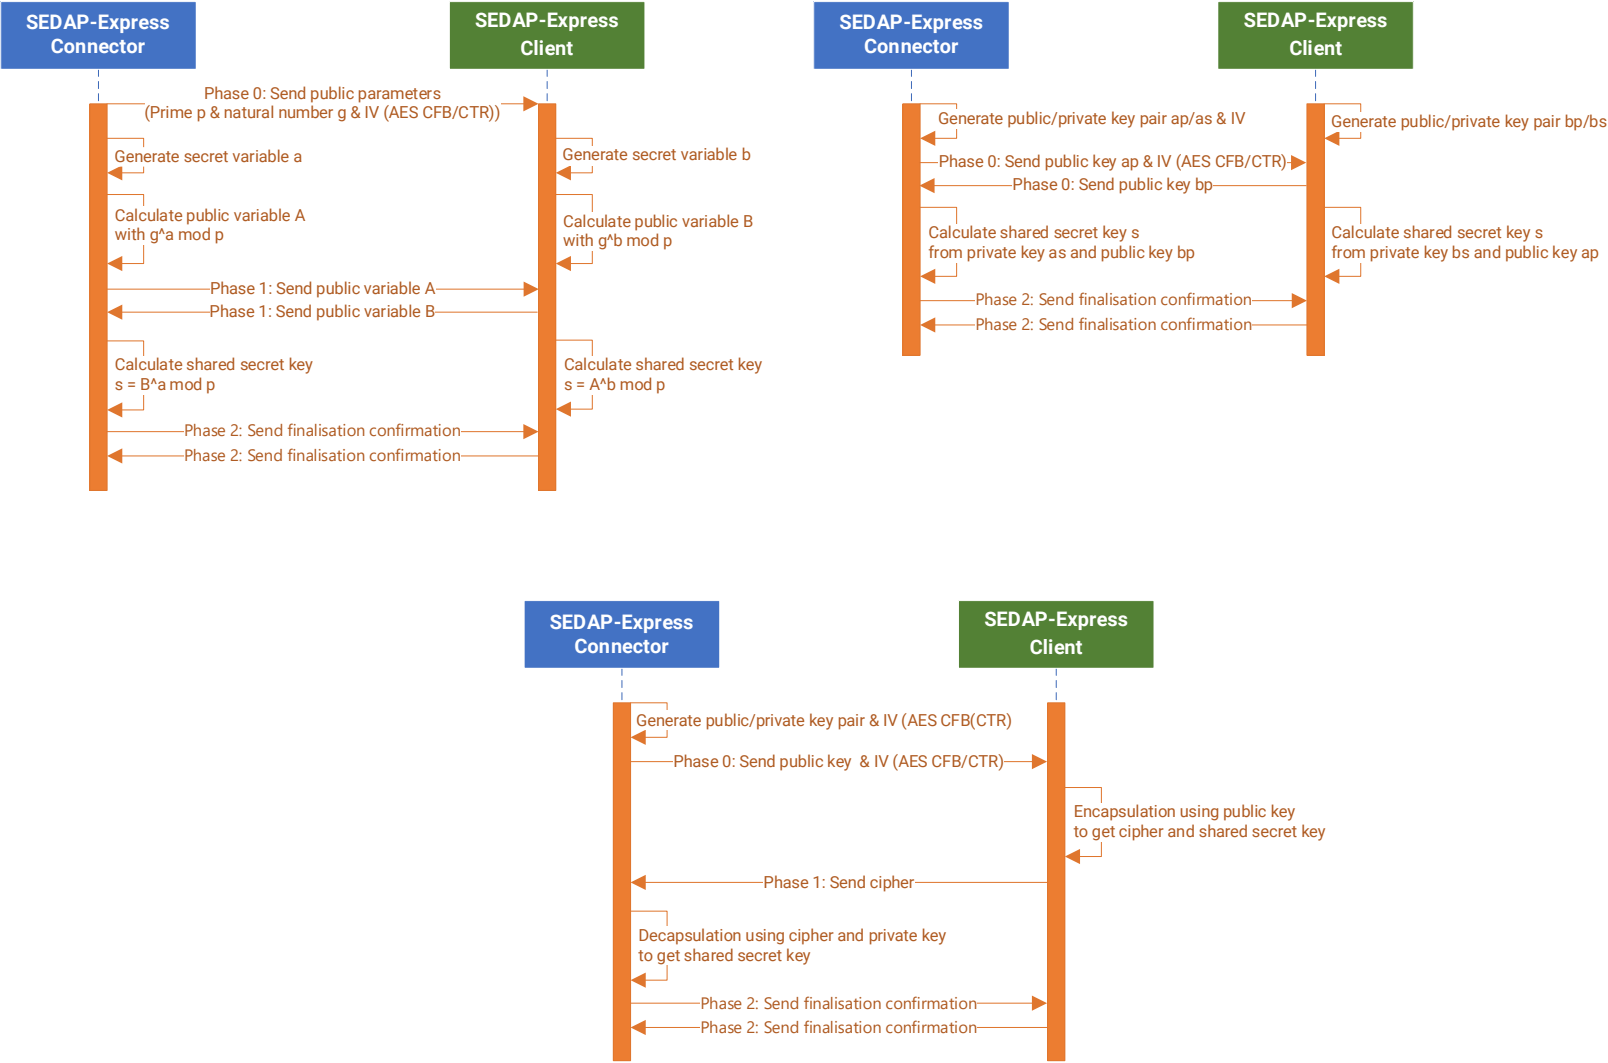 SEDAP-Express
Connector
SEDAP-Express
Client
Phase 0: Send public parameters
(Prime p & natural number g & IV (AES CFB/CTR))
Generate secret variable a
Generate secret variable b
Calculate public variable A
with g^a mod p
Calculate public variable B
with g^b mod p
Phase 1: Send public variable A
Phase 1: Send public variable B
Calculate shared secret key
s = B^a mod p
Calculate shared secret key
s = A^b mod p
Phase 2: Send finalisation confirmation
Phase 2: Send finalisation confirmation
SEDAP-Express
Connector
SEDAP-Express
Client
Generate public/private key pair ap/as & IV
Generate public/private key pair bp/bs
Phase 0: Send public key ap & IV (AES CFB/CTR)
Phase 0: Send public key bp
Calculate shared secret key s
from private key as and public key bp
Calculate shared secret key s
from private key bs and public key ap
Phase 2: Send finalisation confirmation
Phase 2: Send finalisation confirmation
SEDAP-Express
Connector
SEDAP-Express
Client
Generate public/private key pair & IV (AES CFB(CTR)
Phase 0: Send public key  & IV (AES CFB/CTR)
Encapsulation using public key
to get cipher and shared secret key
Phase 1: Send cipher
Decapsulation using cipher and private key
to get shared secret key
Phase 2: Send finalisation confirmation
Phase 2: Send finalisation confirmation